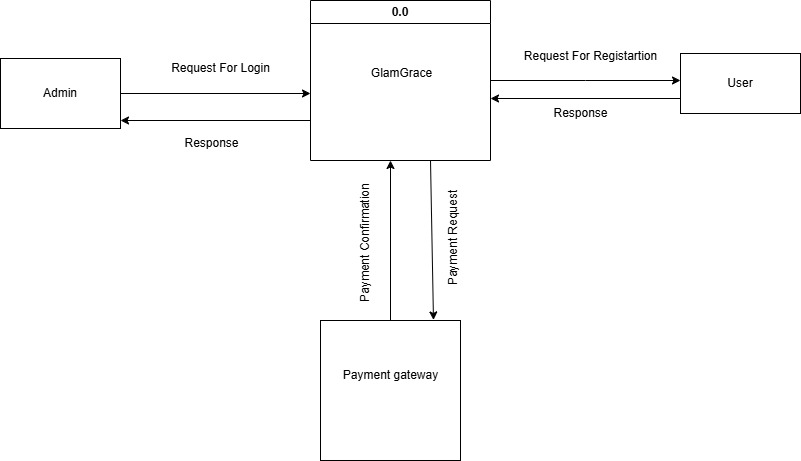 0.0
Request For Login
GlamGrace
Request For Registartion
Admin
User
Response
Response
Payment Confirmation
Payment Request
Payment gateway